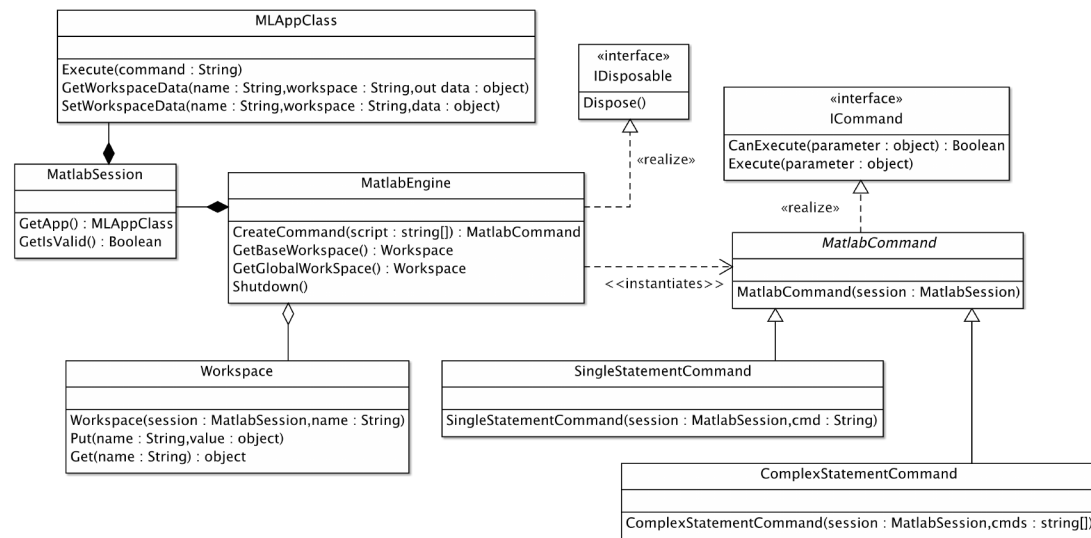 MLAppClass
Execute(command : String)
GetWorkspaceData(name : String,workspace : String,out data : object)
SetWorkspaceData(name : String,workspace : String,data : object)
«interface»
IDisposable
Dispose()
«interface»
ICommand
CanExecute(parameter : object) : Boolean
Execute(parameter : object)
MatlabSession
GetApp() : MLAppClass
GetIsValid() : Boolean
MatlabEngine
CreateCommand(script : string[]) : MatlabCommand
GetBaseWorkspace() : Workspace
GetGlobalWorkSpace() : Workspace
Shutdown()
«realize»
«realize»
MatlabCommand
MatlabCommand(session : MatlabSession)
<<instantiates>>
Workspace
Workspace(session : MatlabSession,name : String)
Put(name : String,value : object)
Get(name : String) : object
SingleStatementCommand
SingleStatementCommand(session : MatlabSession,cmd : String)
ComplexStatementCommand
ComplexStatementCommand(session : MatlabSession,cmds : string[])